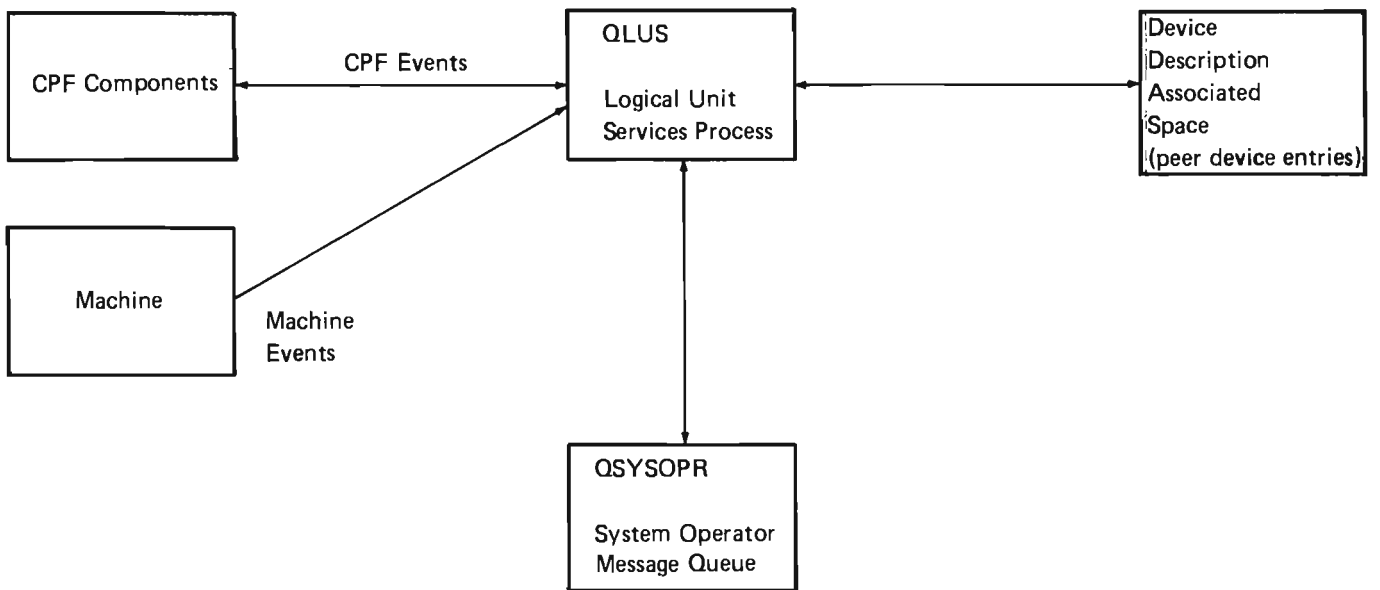 CPF Components
CPF Events
QLUS
Logical Unit
Services Process
Device
Description
Associated
Space
(peer device entries)
Machine
Machine
Events
QSYSOPR
System Operator
Message Queue